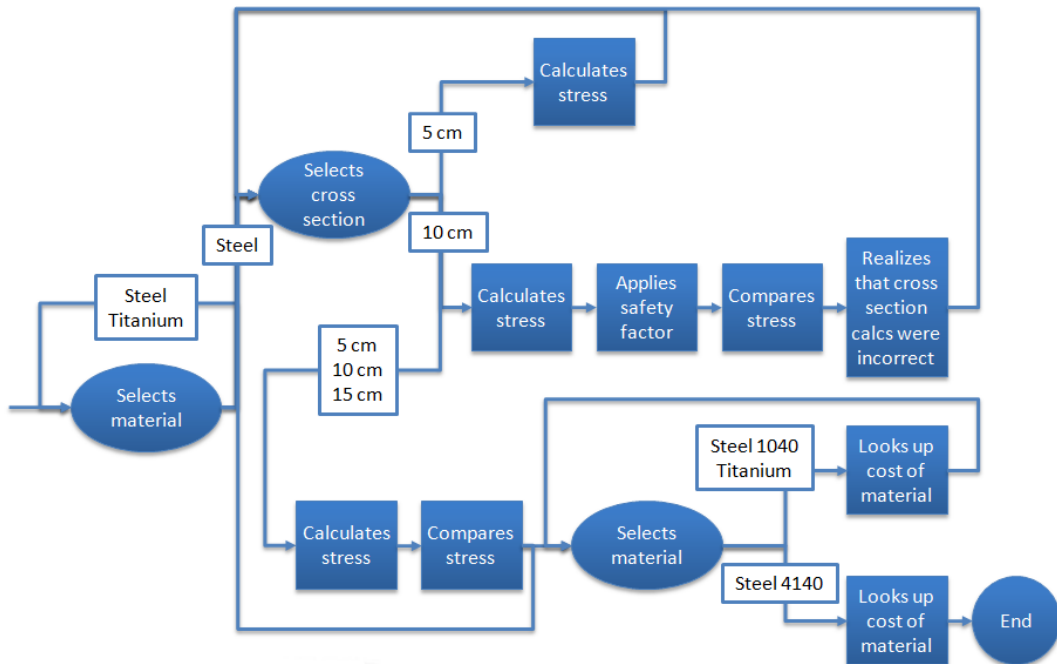 Calculates
stress
5 cm
Selects
cross
section
10 cm
Steel
Steel
Titanium
Calculates
stress
Applies
safety
factor
Compares
stress
Realizes
that cross
section
calcs were
incorrect
5 cm
10 cm
15 cm
Selects
material
Steel 1040
Titanium
Looks up
cost of
material
Calculates
stress
Compares
stress
Selects
material
Steel 4140
Looks up
cost of
material
End